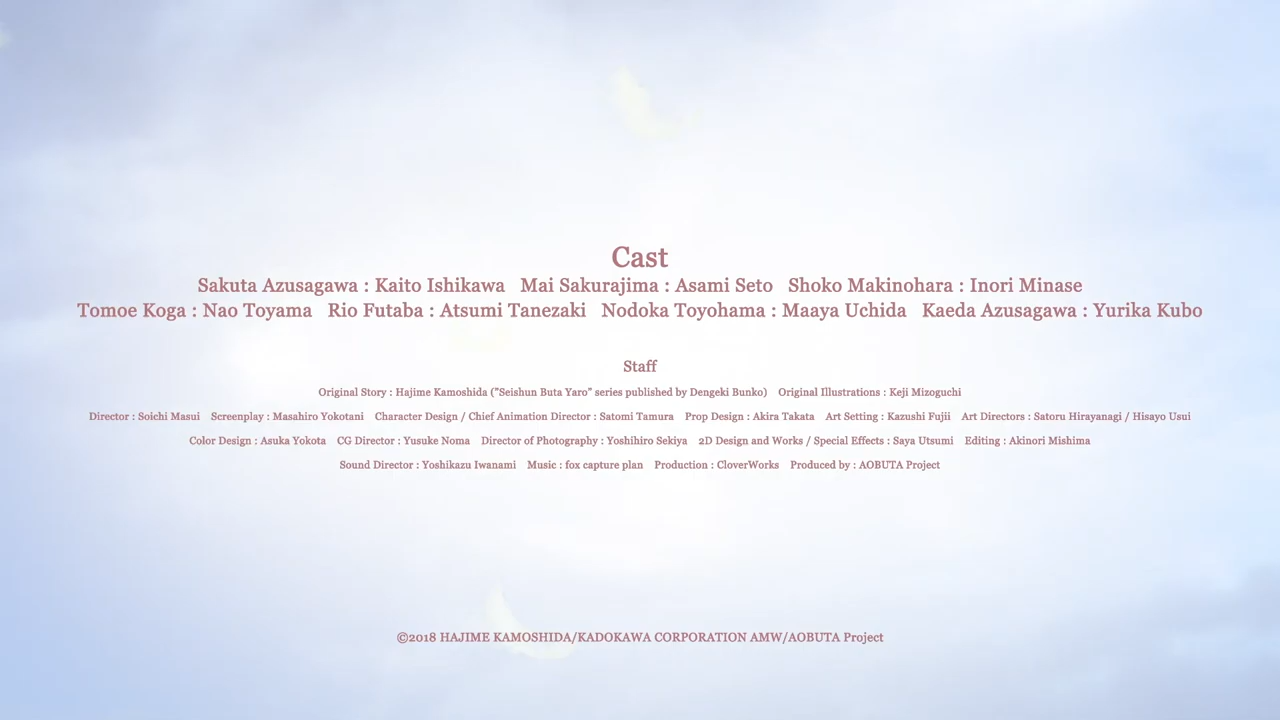 Cast
Sakuta Azusagawa : Kaito Ishikawa Mai Sakurajima : Asami Seto Shoko Makinohara : Inori Minase
Tomoe Koga : Nao Toyama Rio Futaba : Atsumi Tanezaki Nodoka Toyohama : Maaya Uchida Kaeda Azusagawa : Yurika Kubo
Staff
Original Story : Hajime Kamoshida ("Seishun Buta Yaro" series published by Dengeki Bunko) Original Illustrations : Keji Mizoguchi
Director : Soichi Masui Screenplay : Masahiro Yokotani Character Design / Chief Animation Director : Satomi Tamura Prop Design : Akira Takata Art Setting : Kazushi Fujii Art Directors : Satoru Hirayanagi / Hisayo Usui
Color Design : Asuka Yokota CG Director : Yusuke Noma Director of Photography : Yoshihiro Sekiya 2D Design and Works / Special Effects : Saya Utsumi Editing : Akinori Mishima
Sound Director : Yoshikazu Iwanami Music : fox capture plan Production : CloverWorks Produced by : AOBUTA Project
©2018 HAJIME KAMOSHIDA/KADOKAWA CORPORATION AMW/AOBUTA Project